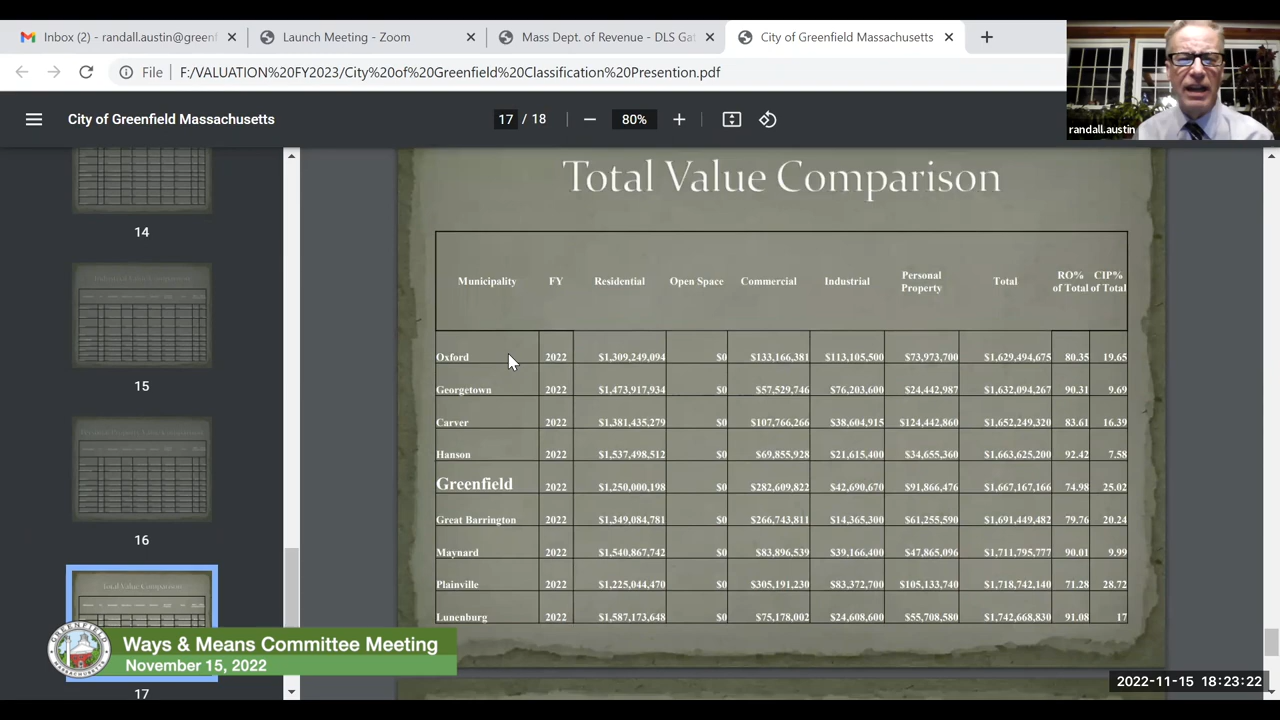 Inbox (2) - randall.austin@greenf
Launch Meeting - Zoom
Mass Dept. of Revenue - DLS Gat
City of Greenfield Massachusetts
File F:/VALUATION%20FY2023/City%20of%20Greenfield%20Classification%20Presention.pdf
City of Greenfield Massachusetts
17 / 18
80%
randall.austin
14
15
16
17
Total Value Comparison
Municipality FY Residential Open Space Commercial Industrial Personal Property Total RO% of Total CIP% of Total
Oxford 2022 $1,309,249,094 $0 $133,166,381 $113,105,500 $73,973,700 $1,629,494,675 80.35 19.65
Georgetown 2022 $1,473,917,934 $0 $57,529,746 $76,203,600 $24,442,987 $1,632,094,267 90.31 9.69
Carver 2022 $1,381,435,279 $0 $107,766,266 $38,604,915 $124,442,860 $1,652,249,320 83.61 16.39
Hanson 2022 $1,537,498,512 $0 $69,855,928 $21,615,400 $34,655,360 $1,663,625,200 92.42 7.58
Greenfield 2022 $1,250,000,198 $0 $282,609,822 $42,690,670 $91,866,476 $1,667,167,166 74.98 25.02
Great Barrington 2022 $1,349,084,781 $0 $266,743,811 $14,365,300 $61,255,590 $1,691,449,482 79.76 20.24
Maynard 2022 $1,540,867,742 $0 $83,896,539 $39,166,400 $47,865,096 $1,711,795,777 90.01 9.99
Plainville 2022 $1,225,044,470 $0 $305,191,230 $83,372,700 $105,133,740 $1,718,742,140 71.28 28.72
Lunenburg 2022 $1,587,173,648 $0 $75,178,002 $24,608,600 $55,708,580 $1,742,668,830 91.08 17
Total Value Comparison
GREENFIELD
MASSACHUSETTS
Ways & Means Committee Meeting
November 15, 2022
2022-11-15 18:23:22